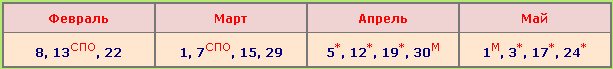 Февраль Март Апрель Май
8, 13СПО, 22 1, 7СПО, 15, 29 5*, 12*, 19*, 30М 1М, 3*, 17*, 24*